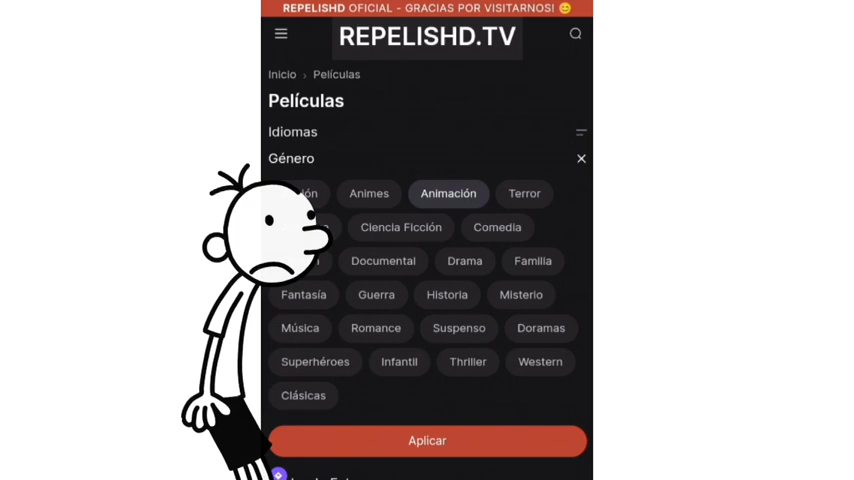 REPELISHD OFICIAL - GRACIAS POR VISITARNOS! 😊
REPELISHD.TV
Inicio › Películas
Películas
Idiomas
Género
Animes Animación Terror
Ciencia Ficción Comedia
Documental Drama Familia
Fantasía Guerra Historia Misterio
Música Romance Suspenso Doramas
Superhéroes Infantil Thriller Western
Clásicas
Aplicar